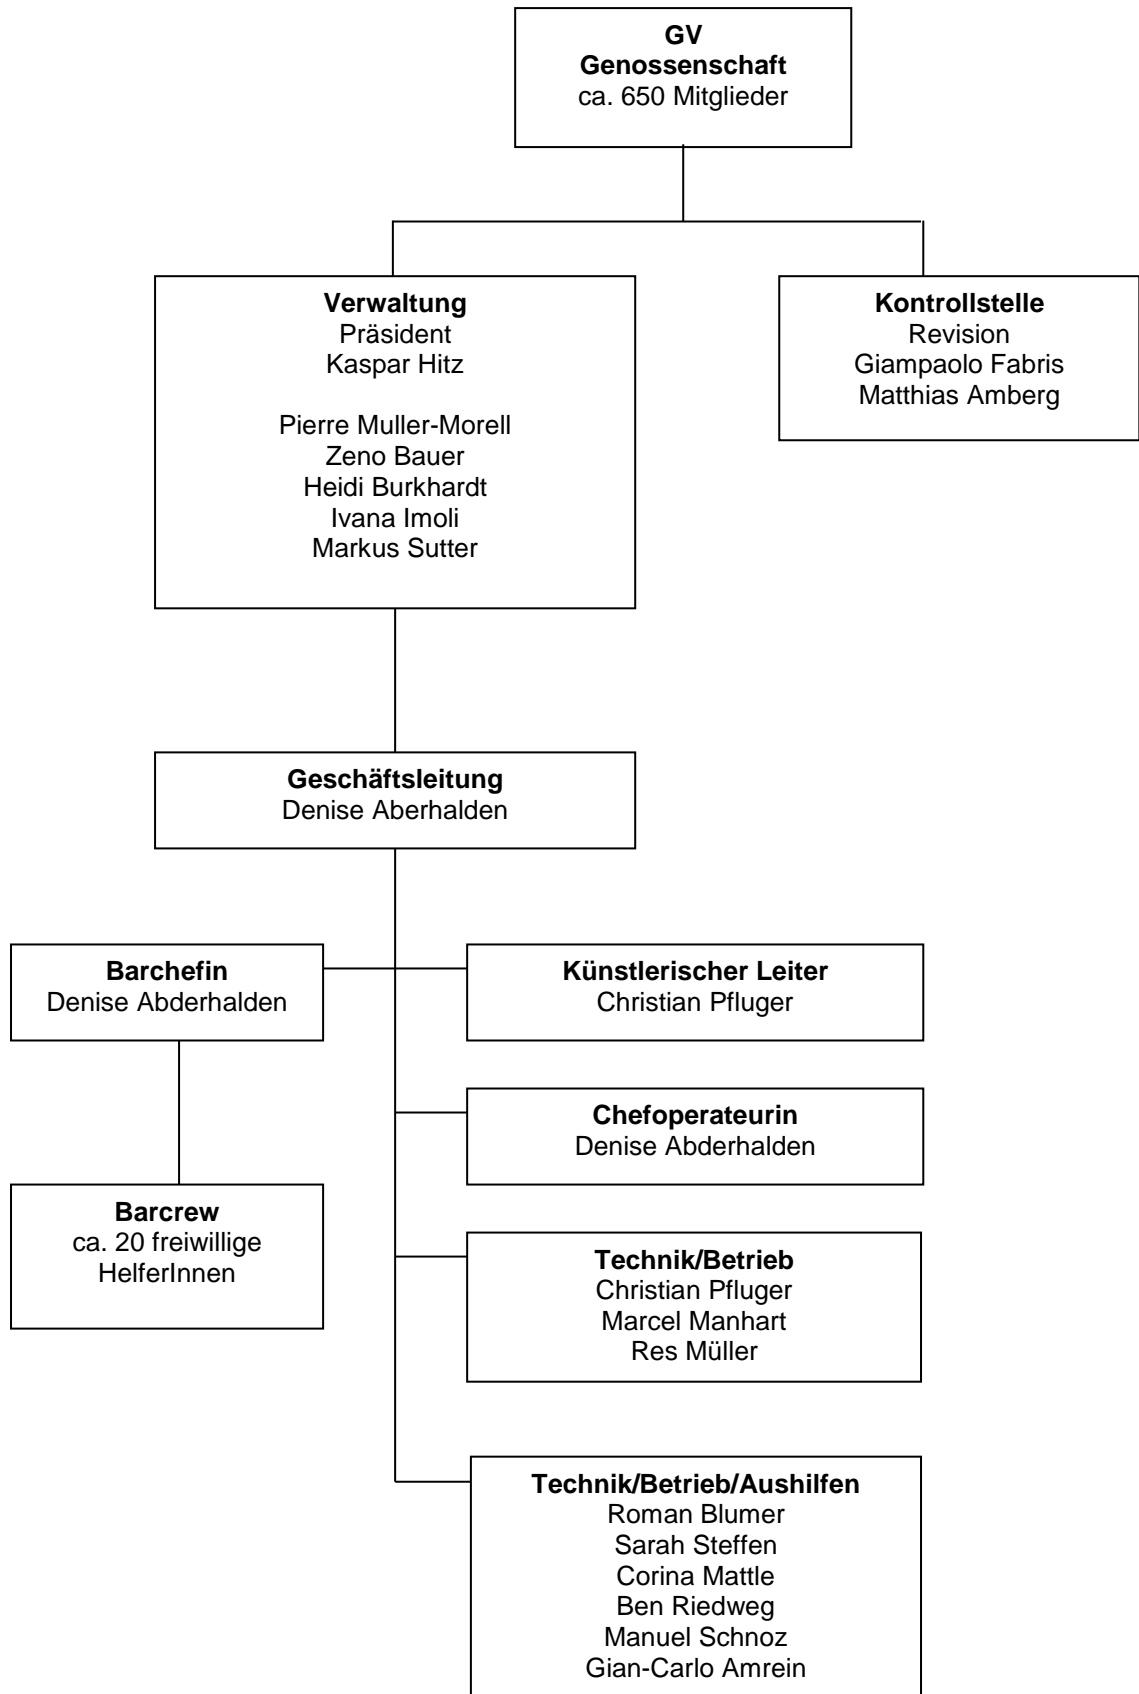 GV
Genossenschaft
ca. 650 Mitglieder
Verwaltung
Präsident
Kaspar Hitz
Pierre Muller-Morell
Zeno Bauer
Heidi Burkhardt
Ivana Imoli
Markus Sutter
Kontrollstelle
Revision
Giampaolo Fabris
Matthias Amberg
Geschäftsleitung
Denise Aberhalden
Barchefin
Denise Abderhalden
Künstlerischer Leiter
Christian Pfluger
Chefoperateurin
Denise Abderhalden
Barcrew
ca. 20 freiwillige
HelferInnen
Technik/Betrieb
Christian Pfluger
Marcel Manhart
Res Müller
Technik/Betrieb/Aushilfen
Roman Blumer
Sarah Steffen
Corina Mattle
Ben Riedweg
Manuel Schnoz
Gian-Carlo Amrein